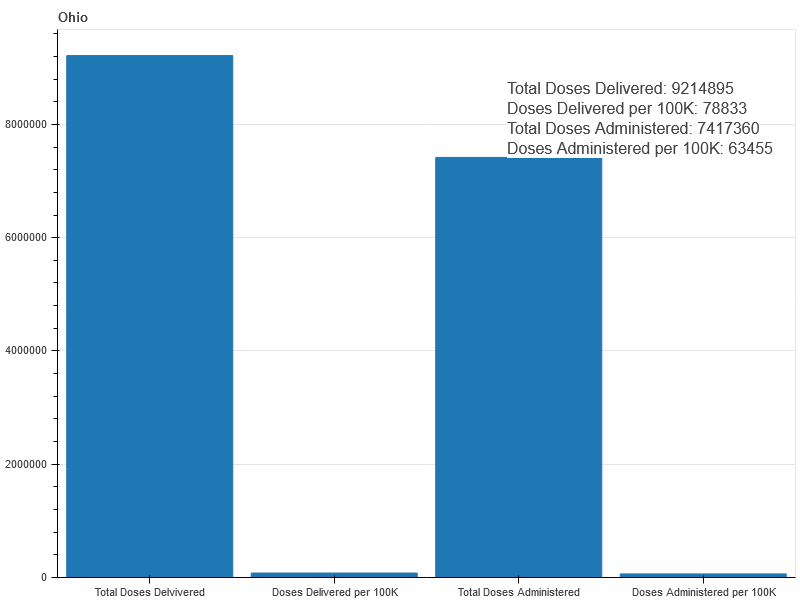 Ohio
Total Doses Delivered: 9214895
Doses Delivered per 100K: 78833
Total Doses Administered: 7417360
Doses Administered per 100K: 63455
8000000
6000000
4000000
2000000
0
Total Doses Delvivered
Doses Delivered per 100K
Total Doses Administered
Doses Administered per 100K